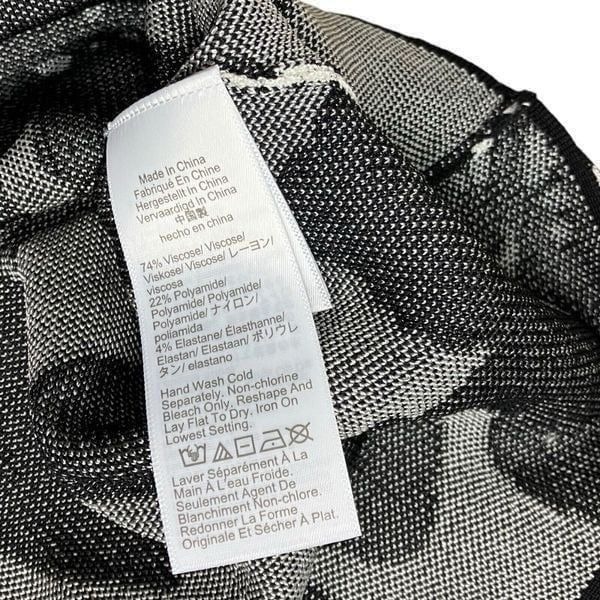 Made In China
Fabriqué En Chine
Hergestellt In China
Vervaardigd In China
中国製
hecho en china
74% Viscose/ Viscose/
Viskose/ Viscose/ レーヨン/
viscosa
22% Polyamide/
Polyamide/ Polyamid/
Polyamide/ ナイロン/
poliamida
4% Elastane/ Élasthanne/
Elastan/ Elastaan/ ポリウレ
タン/ elastano
Hand Wash Cold
Separately. Non-chlorine
Bleach Only, Reshape And
Lay Flat To Dry. Iron On
Lowest Setting.
Laver Séparément À La
Main À L'eau Froide.
Seulement Agent De
Blanchiment Non-chlore.
Redonner La Forme
Originale Et Sécher À Plat.